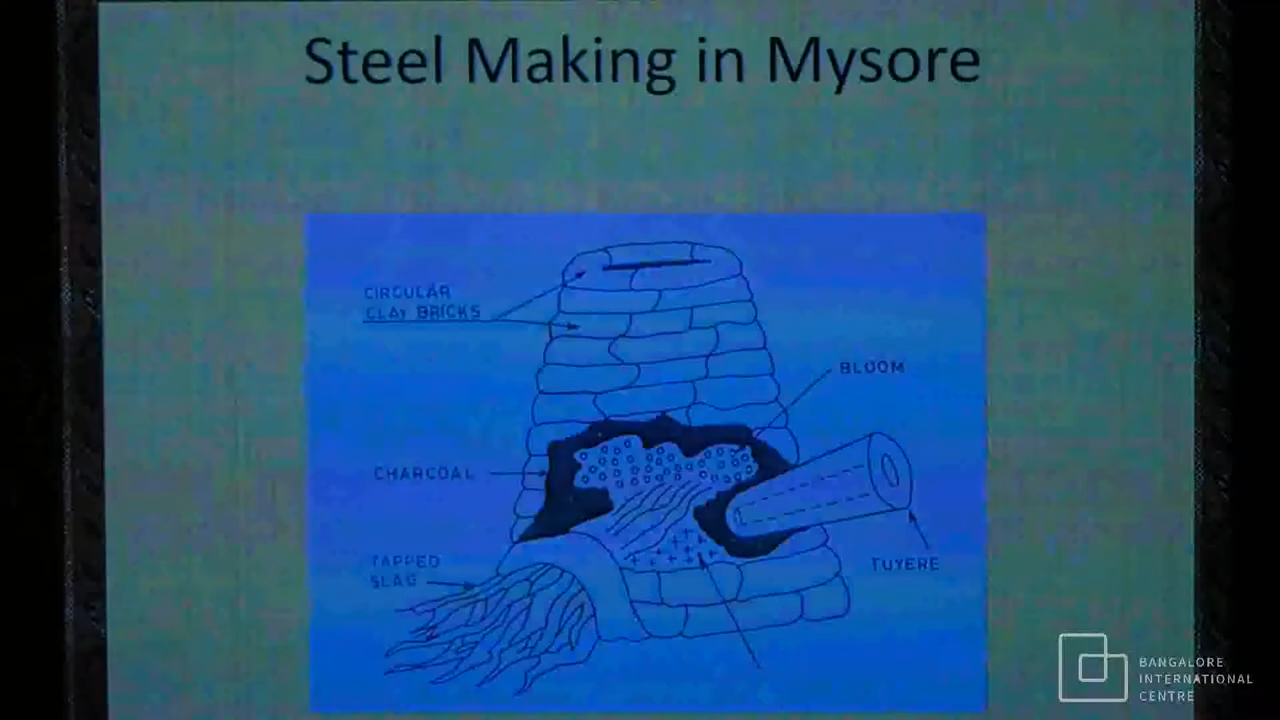 Steel Making in Mysore
CIRCULAR
CLAY BRICKS
BLOOM
CHARCOAL
TAPPED
SLAG
TUYERE
BANGALORE
INTERNATIONAL
CENTRE